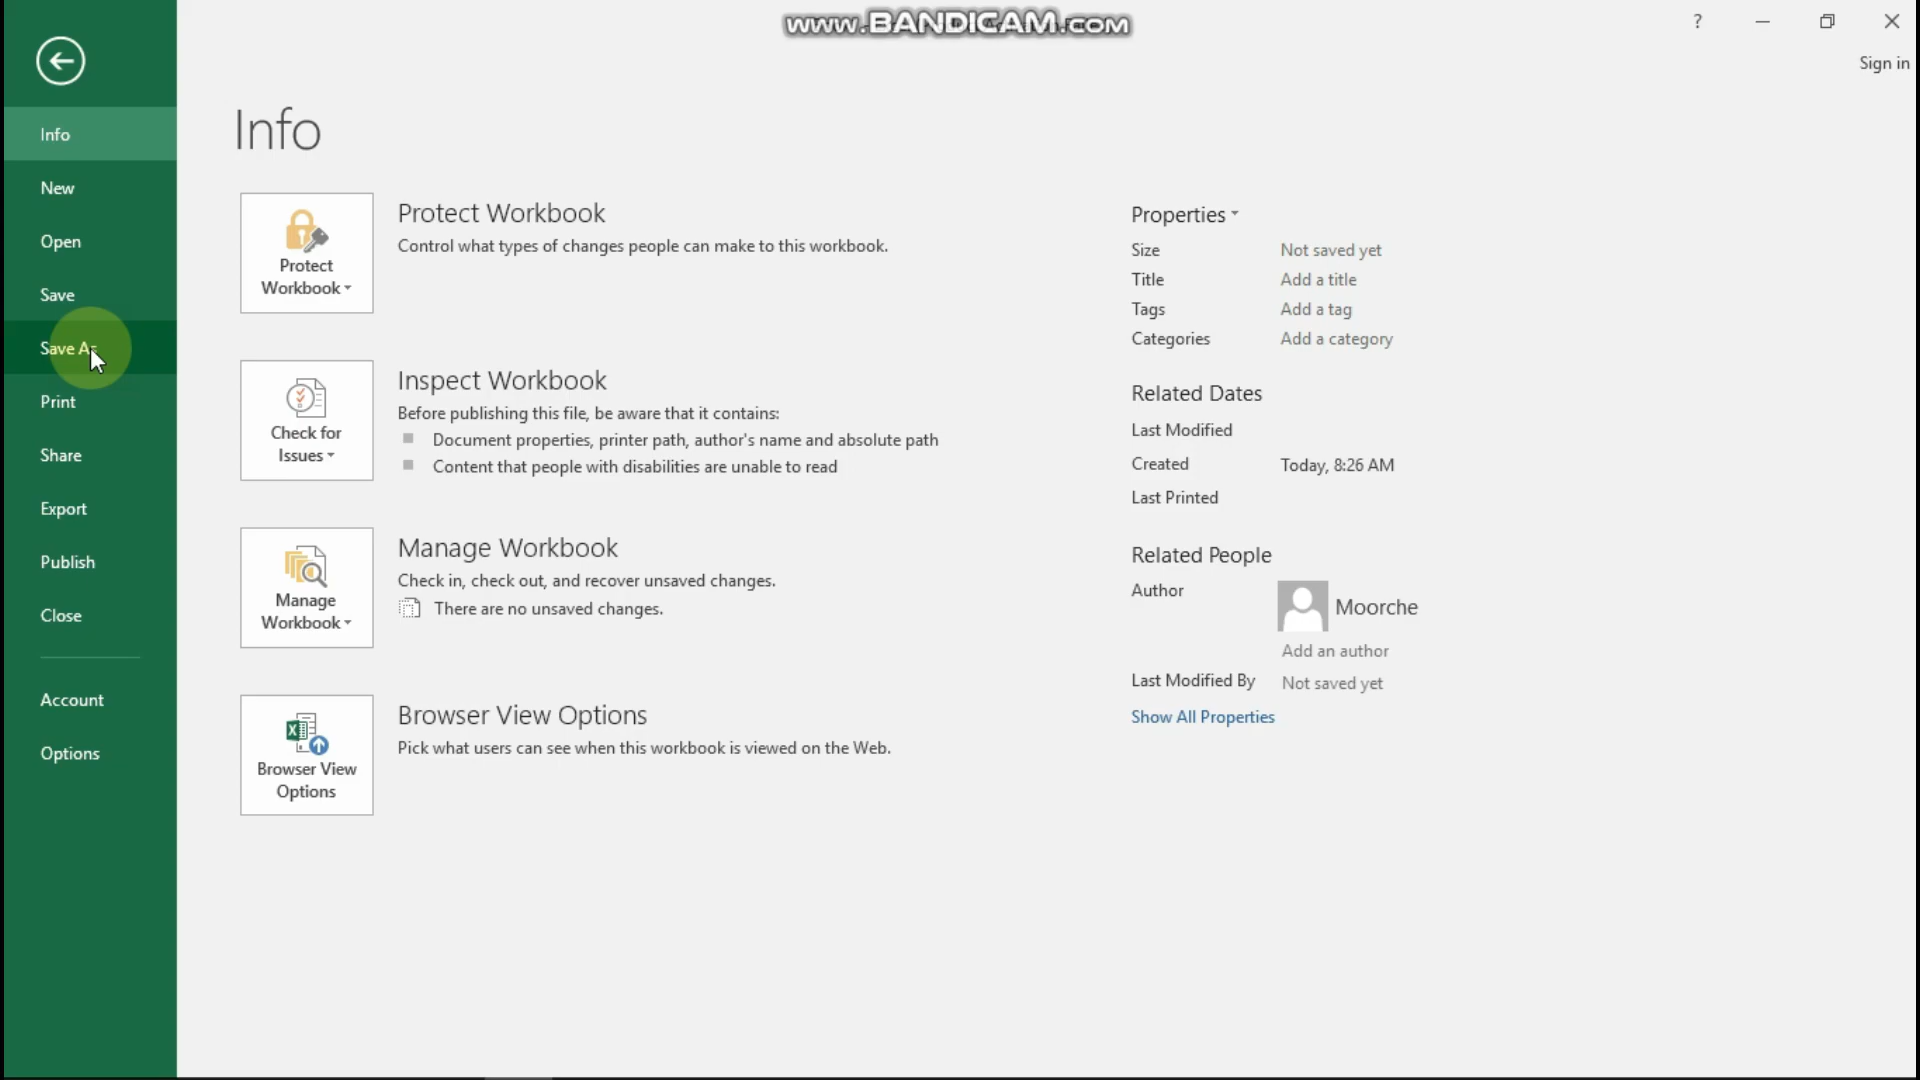 www.BANDICAM.com
?
Sign in
Info
New
Open
Save
Save As
Print
Share
Export
Publish
Close
Account
Options
Info
Protect
Workbook
Protect Workbook
Control what types of changes people can make to this workbook.
Check for
Issues
Inspect Workbook
Before publishing this file, be aware that it contains:
Document properties, printer path, author's name and absolute path
Content that people with disabilities are unable to read
Manage
Workbook
Manage Workbook
Check in, check out, and recover unsaved changes.
There are no unsaved changes.
Browser View
Options
Browser View Options
Pick what users can see when this workbook is viewed on the Web.
Properties
Size Not saved yet
Title Add a title
Tags Add a tag
Categories Add a category
Related Dates
Last Modified
Created Today, 8:26 AM
Last Printed
Related People
Author Moorche
Add an author
Last Modified By Not saved yet
Show All Properties